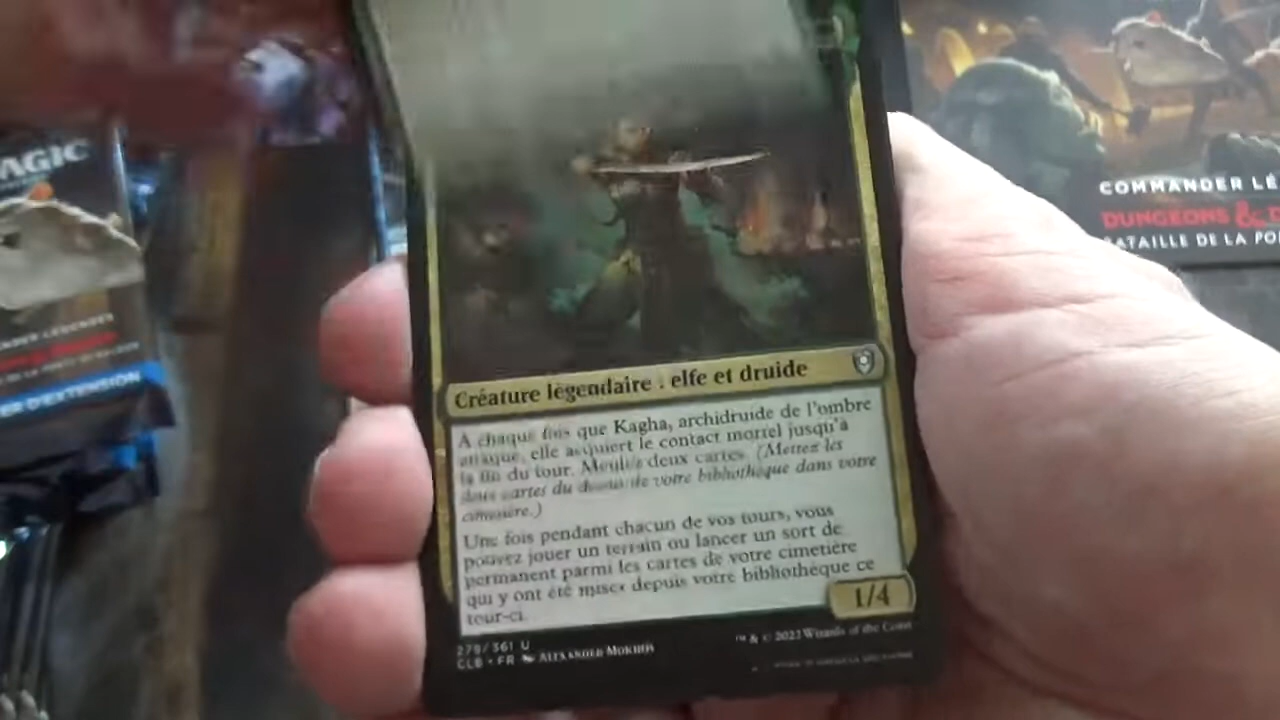 AGIC
COMMANDER LÉ
DUNGEONS & D
BATAILLE DE LA PO
ER D'EXTENSION
Créature légendaire : elfe et druide
À chaque fois que Kagha, archidruide de l'ombre
attaque, elle acquiert le contact mortel jusqu'à
la fin du tour. Meulez deux cartes. (Mettez les
deux cartes du dessus de votre bibliothèque dans votre
cimetière.)
Une fois pendant chacun de vos tours, vous
pouvez jouer un terrain ou lancer un sort de
permanent parmi les cartes de votre cimetière
qui y ont été mises depuis votre bibliothèque ce
tour-ci.
1/4
279/361 U
CLB • FR Alexander Mokhov
™ & © 2022 Wizards of the Coast